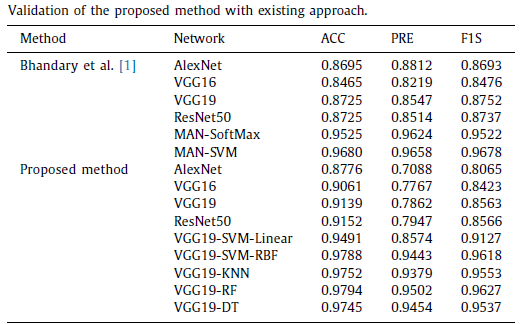 Validation of the proposed method with existing approach.
Method Network ACC PRE F1S
Bhandary et al. [1] AlexNet 0.8695 0.8812 0.8693
VGG16 0.8465 0.8219 0.8476
VGG19 0.8725 0.8547 0.8752
ResNet50 0.8725 0.8514 0.8737
MAN-SoftMax 0.9525 0.9624 0.9522
MAN-SVM 0.9680 0.9658 0.9678
Proposed method AlexNet 0.8776 0.7088 0.8065
VGG16 0.9061 0.7767 0.8423
VGG19 0.9139 0.7862 0.8563
ResNet50 0.9152 0.7947 0.8566
VGG19-SVM-Linear 0.9491 0.8574 0.9127
VGG19-SVM-RBF 0.9788 0.9443 0.9618
VGG19-KNN 0.9752 0.9379 0.9553
VGG19-RF 0.9794 0.9502 0.9627
VGG19-DT 0.9745 0.9454 0.9537